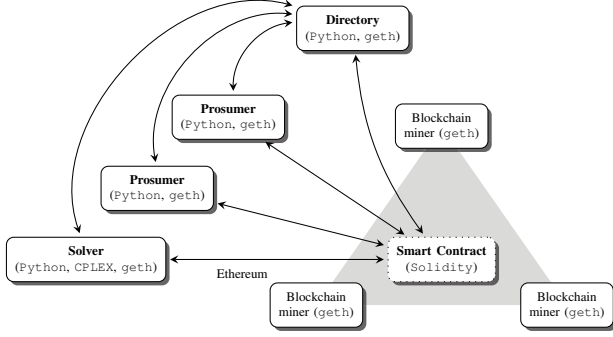 Directory
(Python, geth)
Prosumer
(Python, geth)
Blockchain
miner (geth)
Prosumer
(Python, geth)
Solver
(Python, CPLEX, geth)
Ethereum
Smart Contract
(Solidity)
Blockchain
miner (geth)
Blockchain
miner (geth)